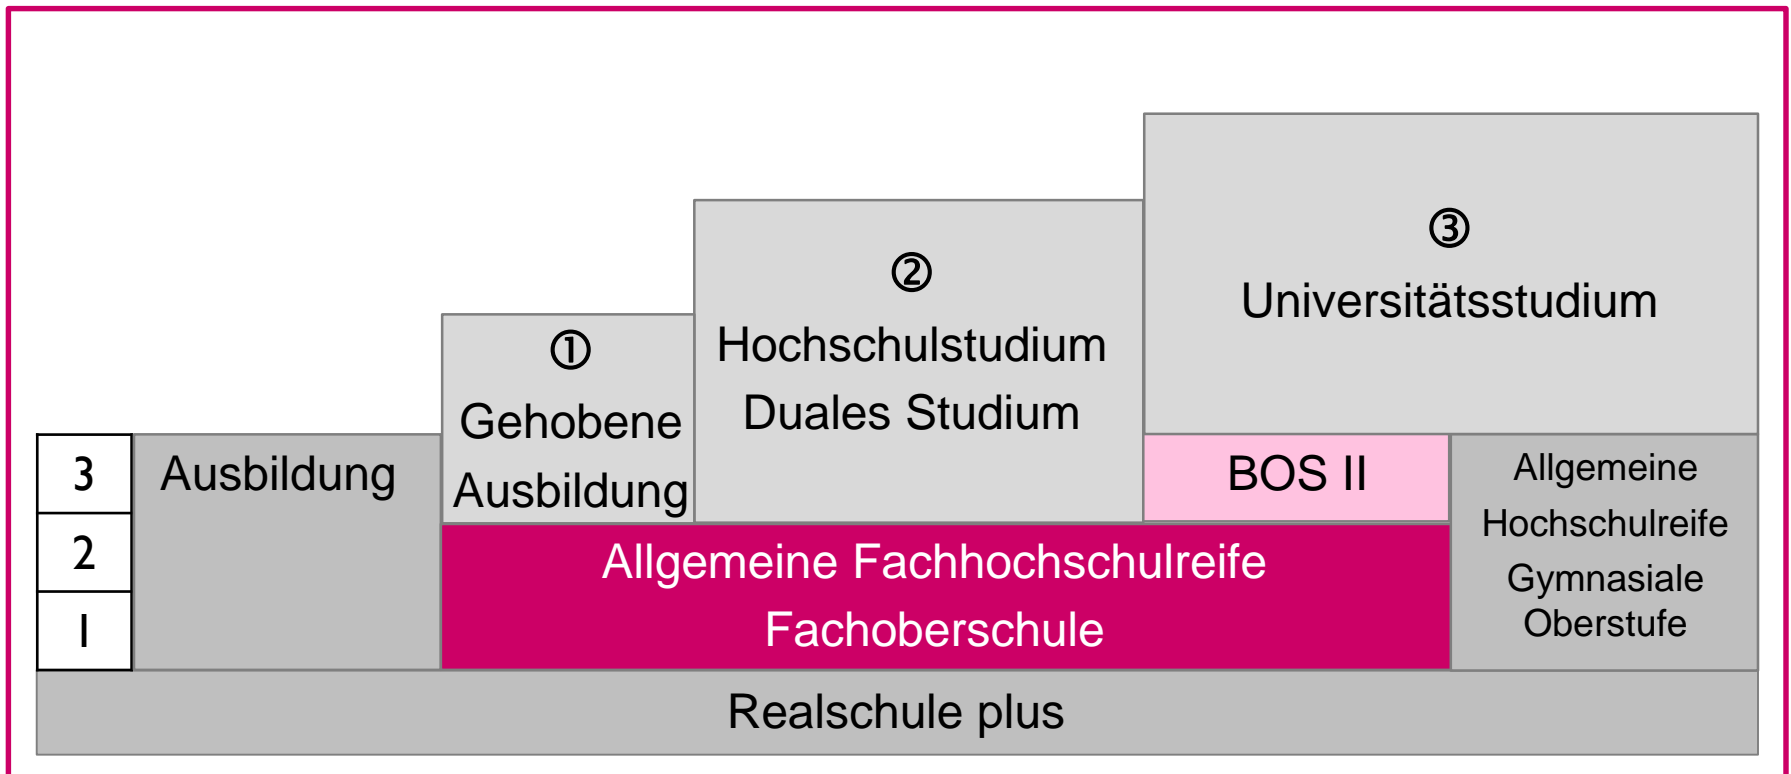 ③
Universitätsstudium
②
Hochschulstudium
Duales Studium
①
Gehobene
Ausbildung
3
2
1
Ausbildung
BOS II
Allgemeine
Hochschulreife
Gymnasiale
Oberstufe
Allgemeine Fachhochschulreife
Fachoberschule
Realschule plus